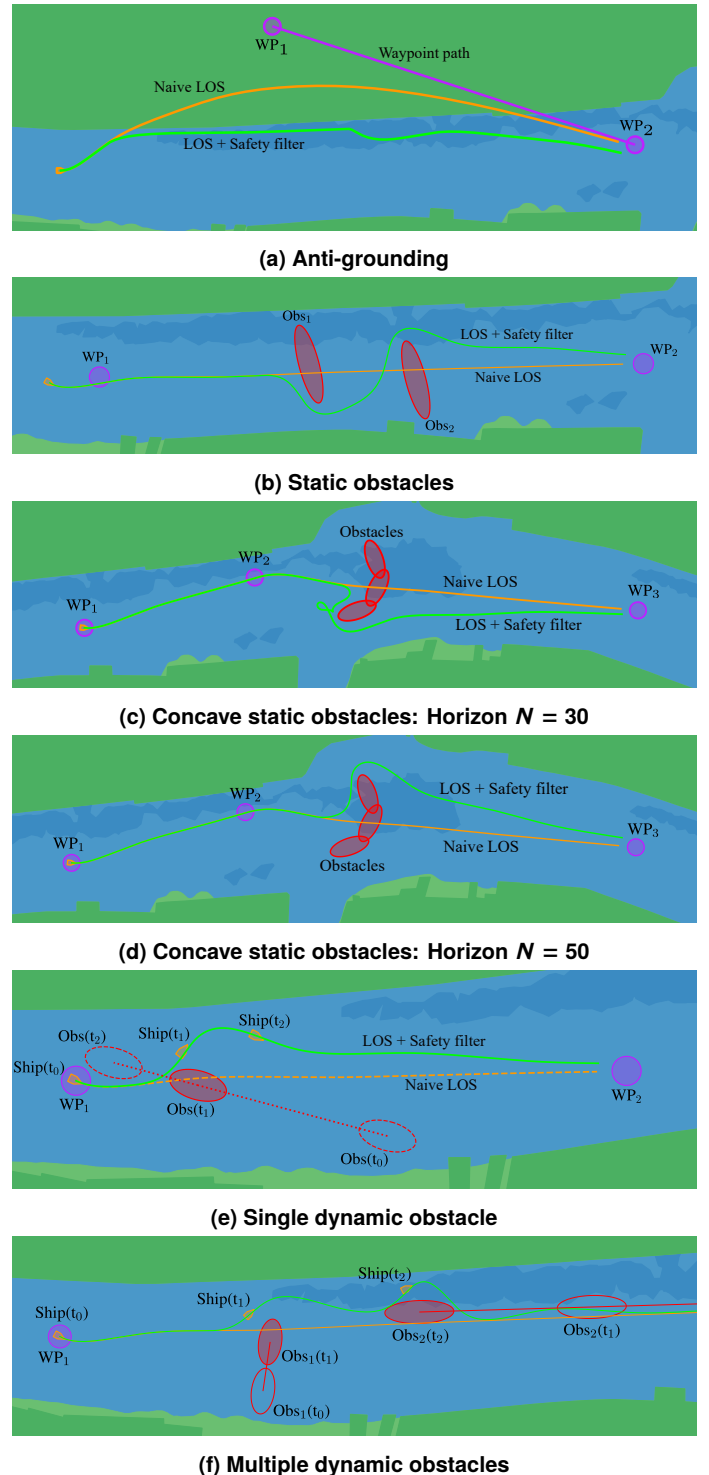 WP1
Waypoint path
Naive LOS
WP2
LOS + Safety filter
(a) Anti-grounding
Obs1
LOS + Safety filter
WP1
WP2
Naive LOS
Obs2
(b) Static obstacles
Obstacles
WP2
Naive LOS
WP1
WP3
LOS + Safety filter
(c) Concave static obstacles: Horizon N = 30
LOS + Safety filter
WP2
WP3
WP1
Naive LOS
Obstacles
(d) Concave static obstacles: Horizon N = 50
Ship(t2)
Ship(t1)
Obs(t2)
LOS + Safety filter
Ship(t0)
Naive LOS
WP1
WP2
Obs(t1)
Obs(t0)
(e) Single dynamic obstacle
Ship(t2)
Ship(t1)
Ship(t0)
WP1
Obs2(t2)
Obs2(t1)
Obs1(t1)
Obs1(t0)
(f) Multiple dynamic obstacles